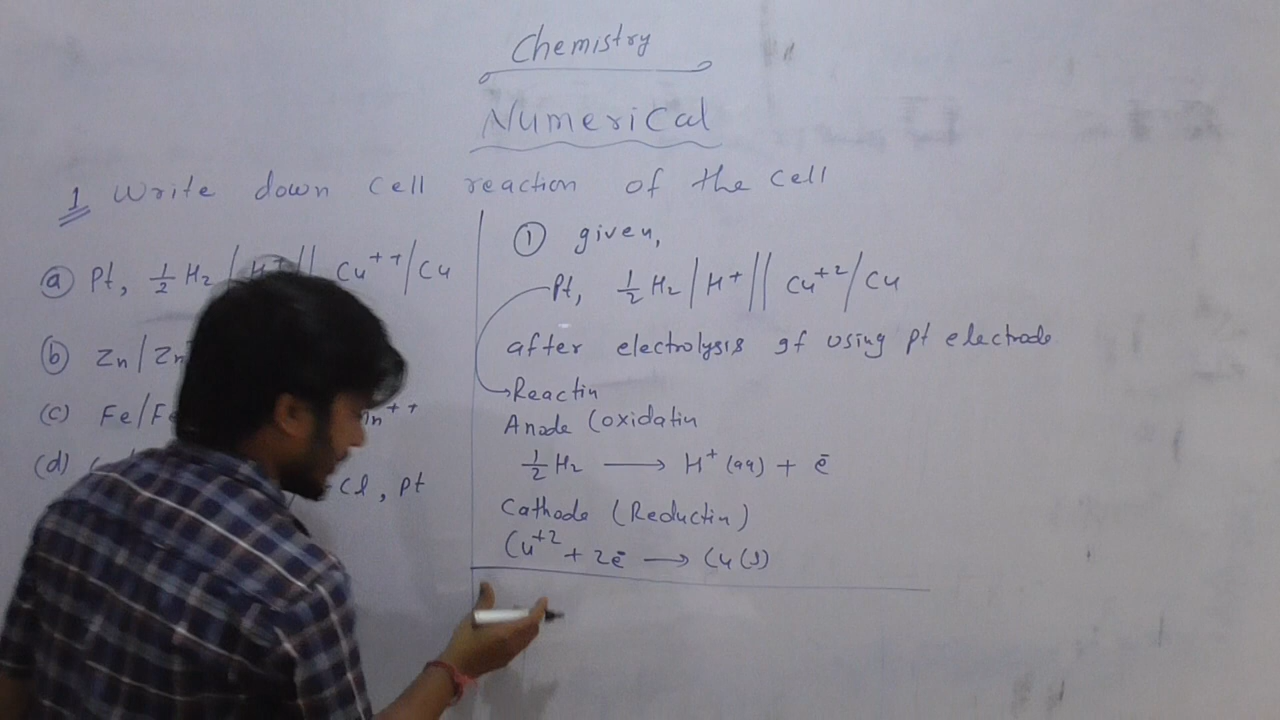 Chemistry
Numerical
1 Write down cell reaction of the cell
(a) Pt, 1/2 H2 / H+ // Cu++/Cu
(b) Zn/Zn
(c) Fe/Fe n++
(d) Cl, pt
(1) given,
Pt, 1/2 H2/H+// Cu+2/Cu
after electrolysis of using pt electrode
Reactin
Anode (oxidatin
1/2 H2 → H+ (aq) + ē
Cathode (Reductin)
Cu+2 + 2ē → Cu(s)